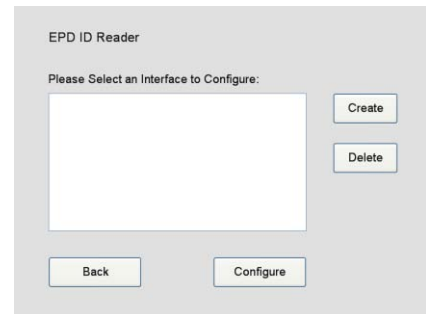 EPD ID Reader
Please Select an Interface to Configure:
Create
Delete
Back
Configure